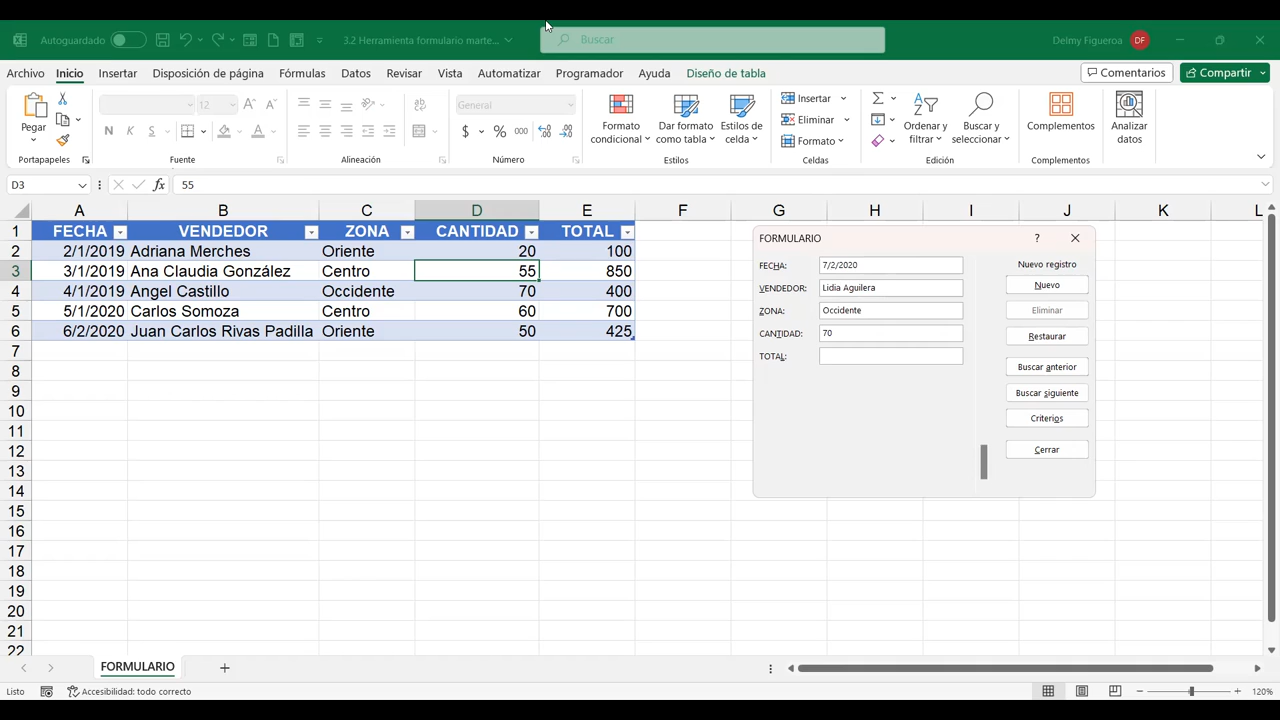 Autoguardado
3.2 Herramienta formulario marte...
Buscar
Delmy Figueroa
DF
Archivo Inicio Insertar Disposición de página Fórmulas Datos Revisar Vista Automatizar Programador Ayuda Diseño de tabla
Comentarios
Compartir
Pegar
Portapapeles
12
N K S
Fuente
Alineación
General
$ % 000
Número
Formato condicional
Dar formato como tabla
Estilos de celda
Estilos
Insertar
Eliminar
Formato
Celdas
Ordenar y filtrar
Buscar y seleccionar
Edición
Complementos
Complementos
Analizar datos
D3
fx
55
A B C D E F G H I J K L
1 FECHA VENDEDOR ZONA CANTIDAD TOTAL
2 2/1/2019 Adriana Merches Oriente 20 100
3 3/1/2019 Ana Claudia González Centro 55 850
4 4/1/2019 Angel Castillo Occidente 70 400
5 5/1/2020 Carlos Somoza Centro 60 700
6 6/2/2020 Juan Carlos Rivas Padilla Oriente 50 425
7
8
9
10
11
12
13
14
15
16
17
18
19
20
21
22
FORMULARIO
?
FECHA: 7/2/2020
VENDEDOR: Lidia Aguilera
ZONA: Occidente
CANTIDAD: 70
TOTAL:
Nuevo registro
Nuevo
Eliminar
Restaurar
Buscar anterior
Buscar siguiente
Criterios
Cerrar
FORMULARIO
Listo
Accesibilidad: todo correcto
120%